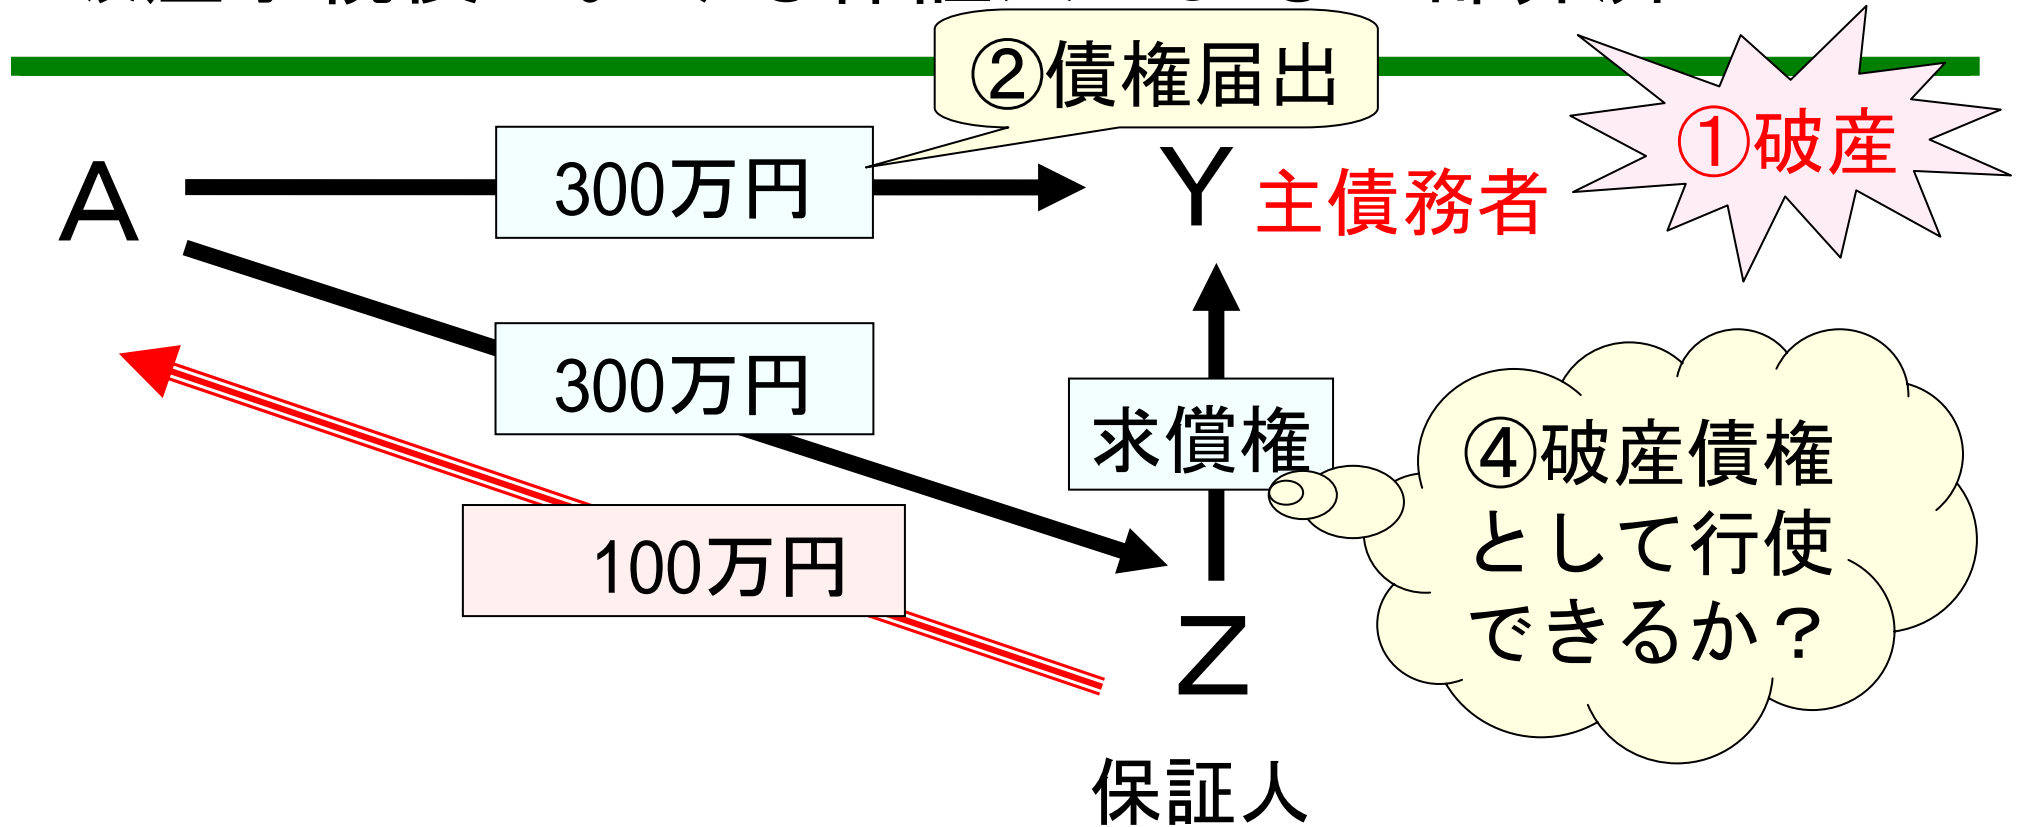 ②債権届出
①破産
A
300万円
Y
主債務者
300万円
求償権
④破産債権
として行使
できるか？
100万円
Z
保証人